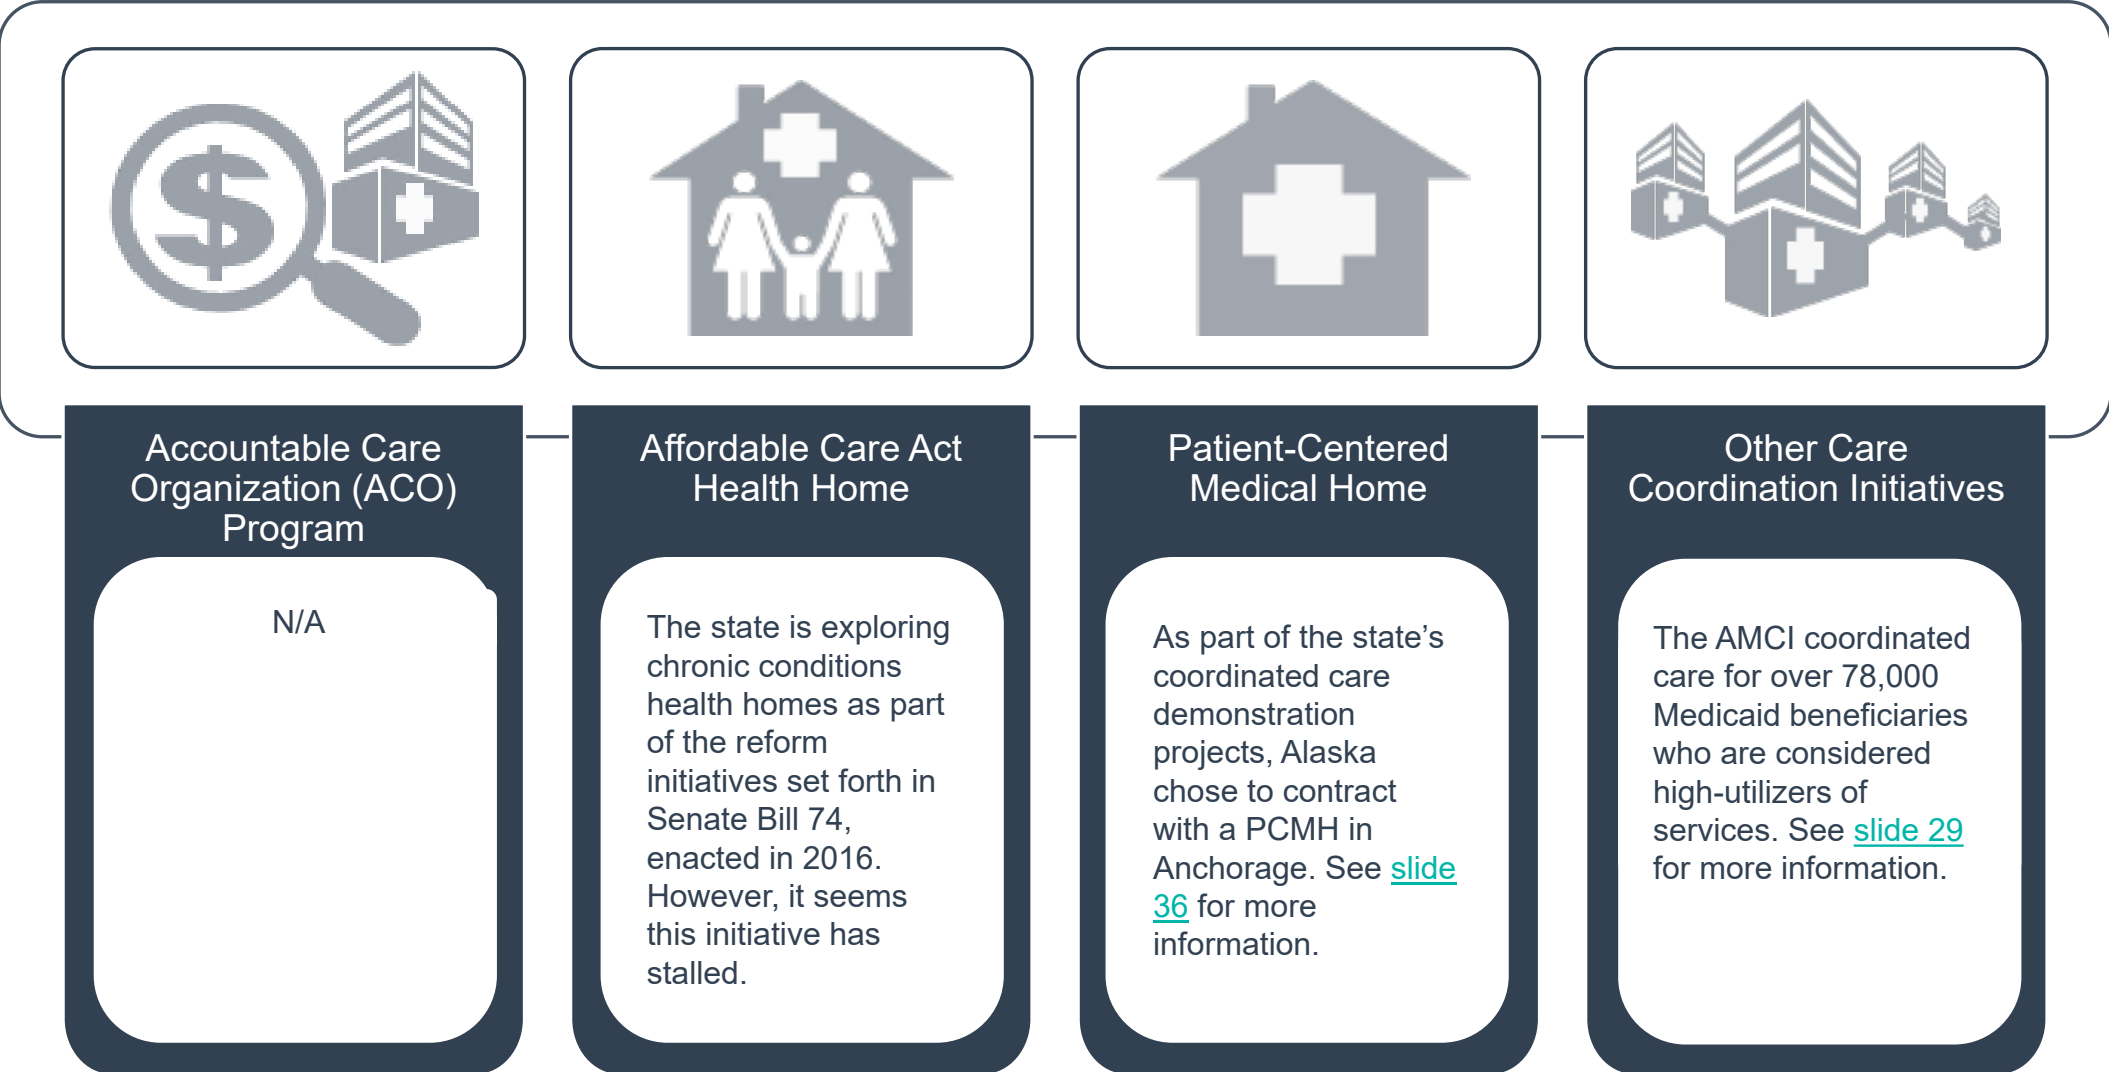 Accountable Care
Organization (ACO)
Program
N/A
Affordable Care Act
Health Home
The state is exploring
chronic conditions
health homes as part
of the reform
initiatives set forth in
Senate Bill 74,
enacted in 2016.
However, it seems
this initiative has
stalled.
Patient-Centered
Medical Home
As part of the state’s
coordinated care
demonstration
projects, Alaska
chose to contract
with a PCMH in
Anchorage. See slide
36 for more
information.
Other Care
Coordination Initiatives
The AMCI coordinated
care for over 78,000
Medicaid beneficiaries
who are considered
high-utilizers of
services. See slide 29
for more information.